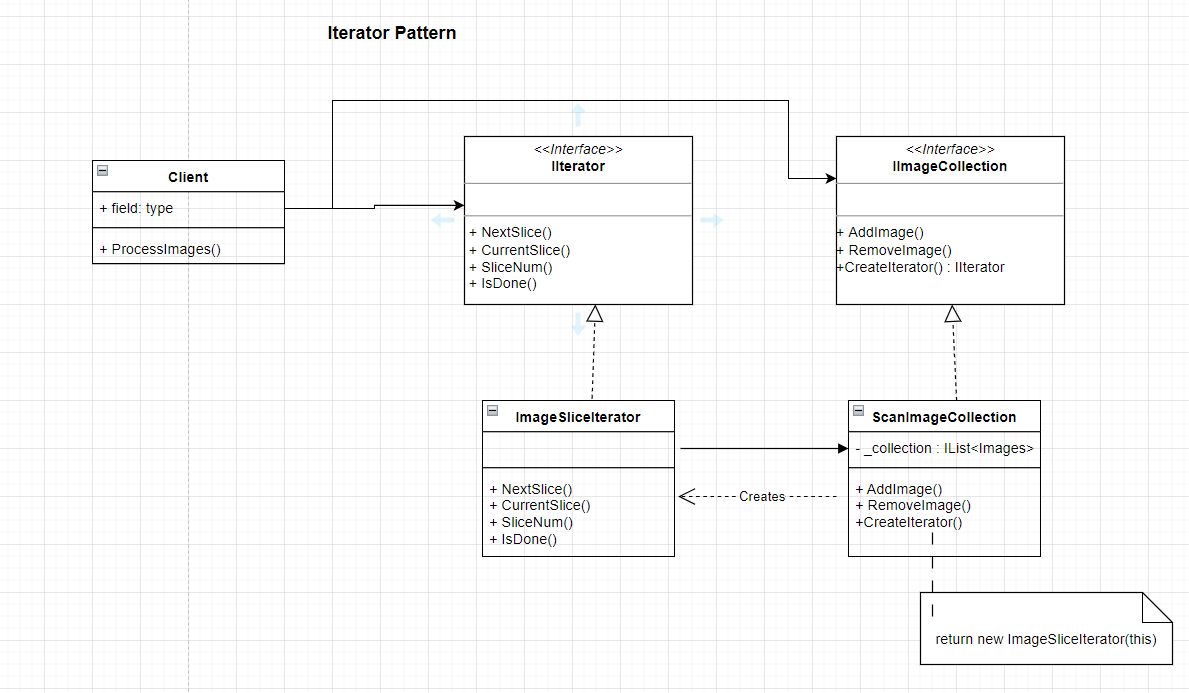 Iterator Pattern
Client
+ field: type
+ ProcessImages()
<<Interface>>
IIterator
+ NextSlice()
+ CurrentSlice()
+ SliceNum()
+ IsDone()
<<Interface>>
IImageCollection
+ AddImage()
+ RemoveImage()
+CreateIterator() : IIterator
ImageSliceIterator
+ NextSlice()
+ CurrentSlice()
+ SliceNum()
+ IsDone()
Creates
ScanImageCollection
- _collection : IList<Images>
+ AddImage()
+ RemoveImage()
+CreateIterator()
return new ImageSliceIterator(this)